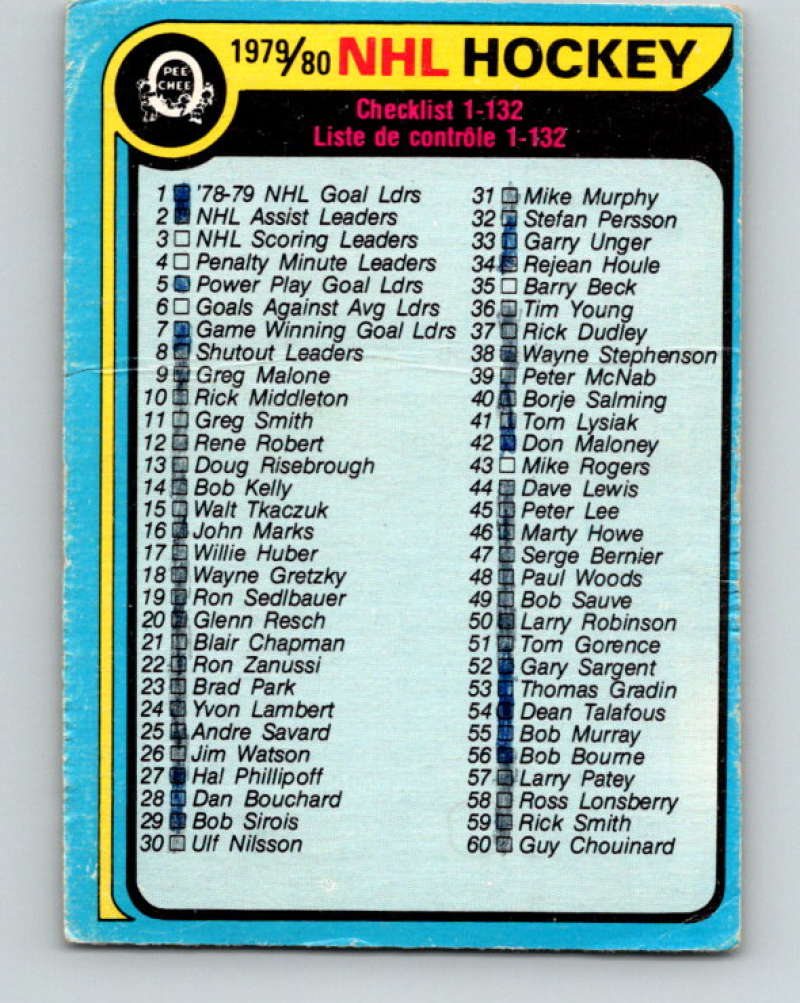 O
PEE-
CHEE
1979/80 NHL HOCKEY
Checklist 1-132
Liste de contrôle 1-132
1 '78-79 NHL Goal Ldrs
2 NHL Assist Leaders
3 NHL Scoring Leaders
4 Penalty Minute Leaders
5 Power Play Goal Ldrs
6 Goals Against Avg Ldrs
7 Game Winning Goal Ldrs
8 Shutout Leaders
9 Greg Malone
10 Rick Middleton
11 Greg Smith
12 Rene Robert
13 Doug Risebrough
14 Bob Kelly
15 Walt Tkaczuk
16 John Marks
17 Willie Huber
18 Wayne Gretzky
19 Ron Sedlbauer
20 Glenn Resch
21 Blair Chapman
22 Ron Zanussi
23 Brad Park
24 Yvon Lambert
25 Andre Savard
26 Jim Watson
27 Hal Phillipoff
28 Dan Bouchard
29 Bob Sirois
30 Ulf Nilsson
31 Mike Murphy
32 Stefan Persson
33 Garry Unger
34 Rejean Houle
35 Barry Beck
36 Tim Young
37 Rick Dudley
38 Wayne Stephenson
39 Peter McNab
40 Borje Salming
41 Tom Lysiak
42 Don Maloney
43 Mike Rogers
44 Dave Lewis
45 Peter Lee
46 Marty Howe
47 Serge Bernier
48 Paul Woods
49 Bob Sauve
50 Larry Robinson
51 Tom Gorence
52 Gary Sargent
53 Thomas Gradin
54 Dean Talafous
55 Bob Murray
56 Bob Bourne
57 Larry Patey
58 Ross Lonsberry
59 Rick Smith
60 Guy Chouinard